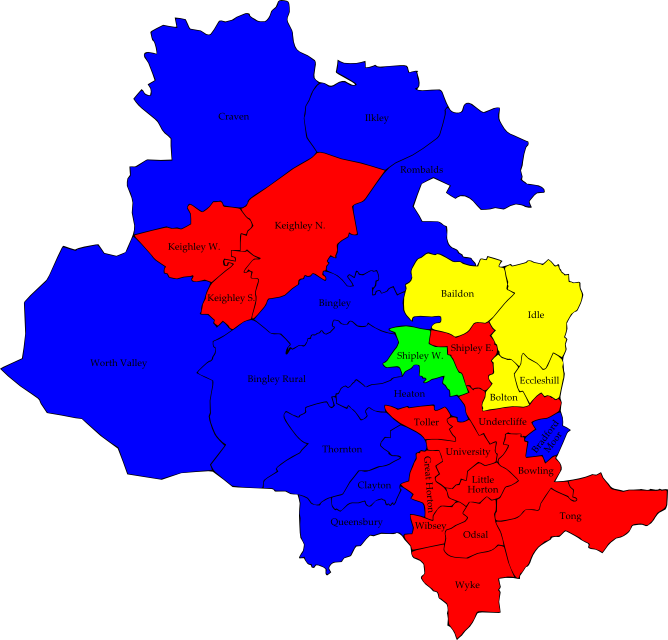 Craven
Ilkley
Rombalds
Keighley N.
Keighley W.
Keighley S.
Baildon
Idle
Bingley
Shipley E.
Shipley W.
Worth Valley
Bingley Rural
Eccleshill
Heaton
Bolton
Toller
Undercliffe
Bradford
Moor
Thornton
University
Great Horton
Bowling
Little
Horton
Clayton
Queensbury
Wibsey
Tong
Odsal
Wyke